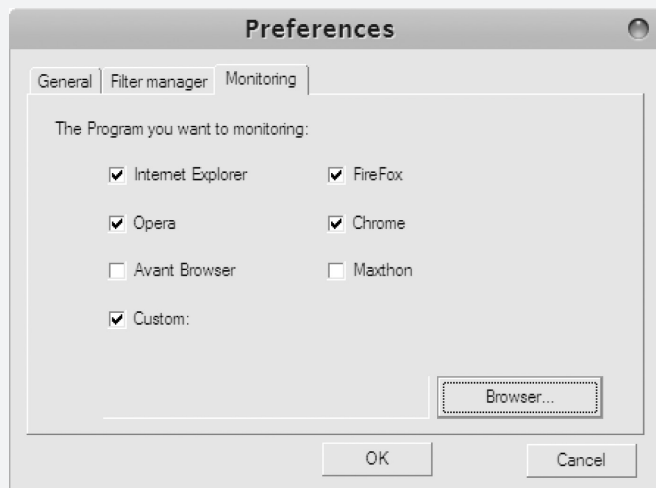 Preferences
General Filter manager Monitoring
The Program you want to monitoring:
Internet Explorer FireFox
Opera Chrome
Avant Browser Maxthon
Custom:
Browser...
OK Cancel